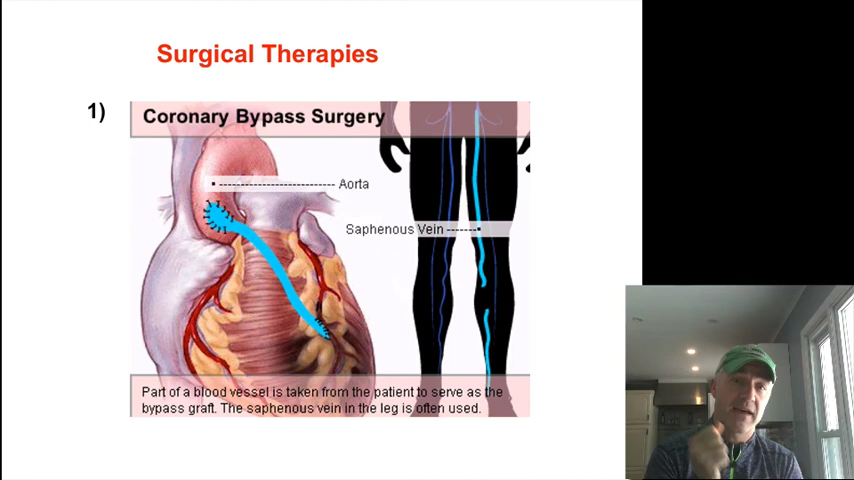 Surgical Therapies
1)
Coronary Bypass Surgery
Aorta
Saphenous Vein
Part of a blood vessel is taken from the patient to serve as the
bypass graft. The saphenous vein in the leg is often used.